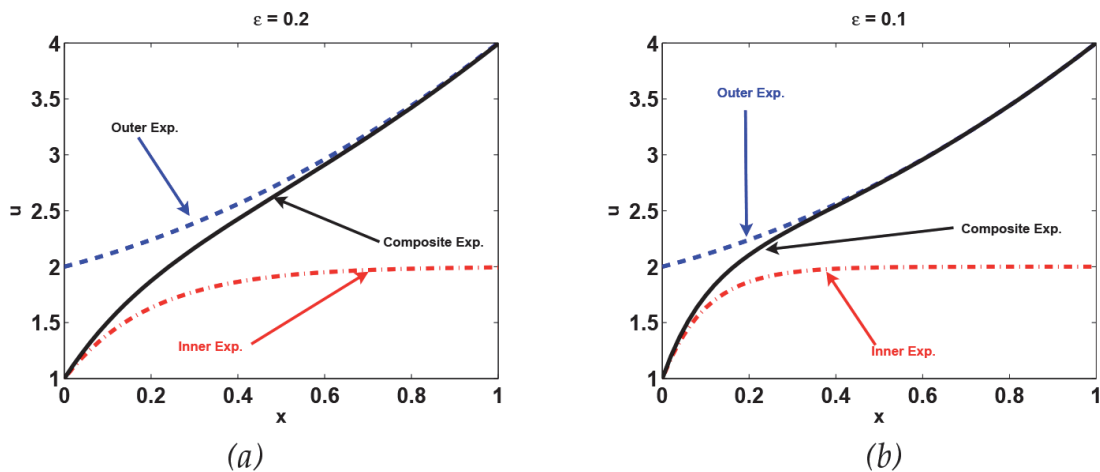 ε = 0.2
4
3.5
3
2.5
2
1.5
1
u
Outer Exp.
Composite Exp.
Inner Exp.
0 0.2 0.4 0.6 0.8 1
x
(a)
ε = 0.1
4
3.5
3
2.5
2
1.5
1
u
Outer Exp.
Composite Exp.
Inner Exp.
0 0.2 0.4 0.6 0.8 1
x
(b)